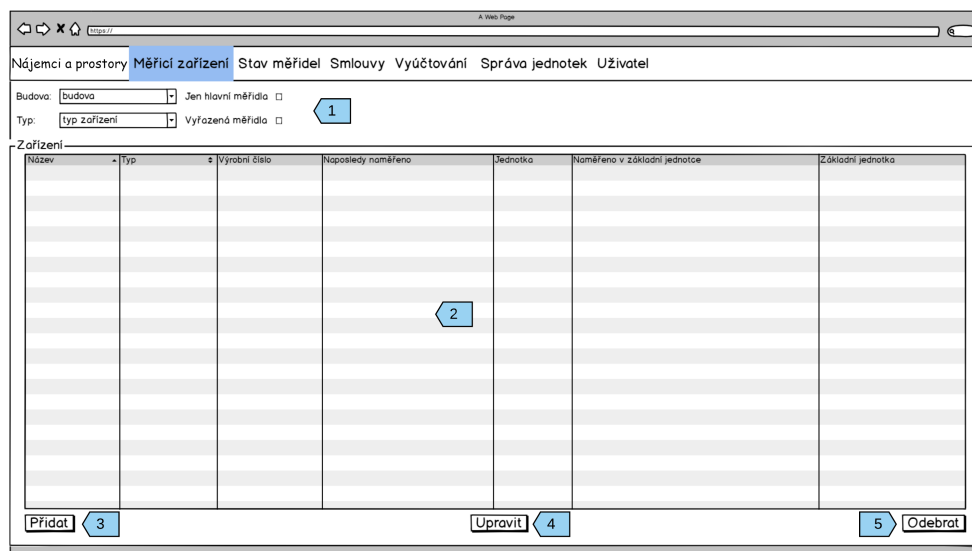 A Web Page
https://
Nájemci a prostory Měřicí zařízení Stav měřidel Smlouvy Vyúčtování Správa jednotek Uživatel
Budova: budova Jen hlavní měřidla
1
Typ: typ zařízení Vyřazená měřidla
Zařízení
Název Typ Výrobní číslo Naposledy naměřeno Jednotka Naměřeno v základní jednotce Základní jednotka
2
Přidat 3 Upravit 4 5 Odebrat